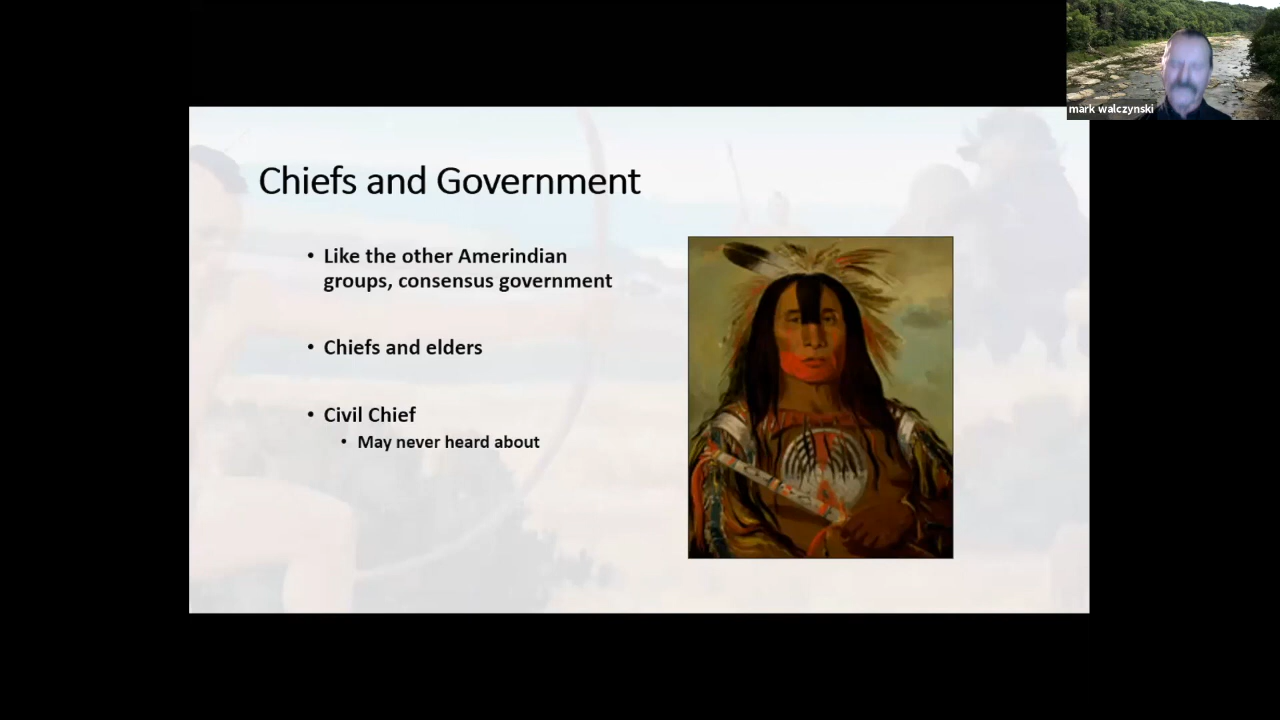 mark walczynski
Chiefs and Government
• Like the other Amerindian
groups, consensus government
• Chiefs and elders
• Civil Chief
• May never heard about